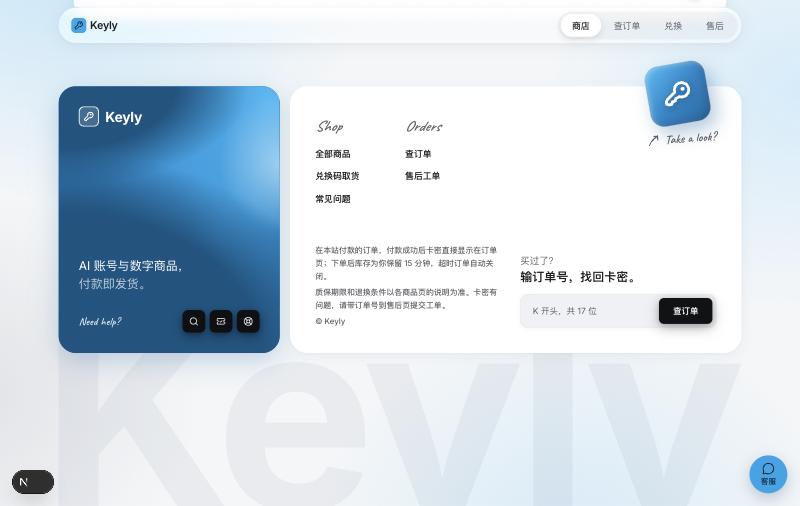 Keyly
商店
查订单
兑换
售后
Keyly
AI 账号与数字商品，
付款即发货。
Need help?
Shop
全部商品
兑换码取货
常见问题
Orders
查订单
售后工单
Take a look?
在本站付款的订单，付款成功后卡密直接显示在订单
页；下单后库存为你保留 15 分钟，超时订单自动关
闭。
质保期限和退换条件以各商品页的说明为准。卡密有
问题，请带订单号到售后页提交工单。
© Keyly
买过了?
输订单号，找回卡密。
K 开头，共 17 位
查订单
Keyly
N
客服